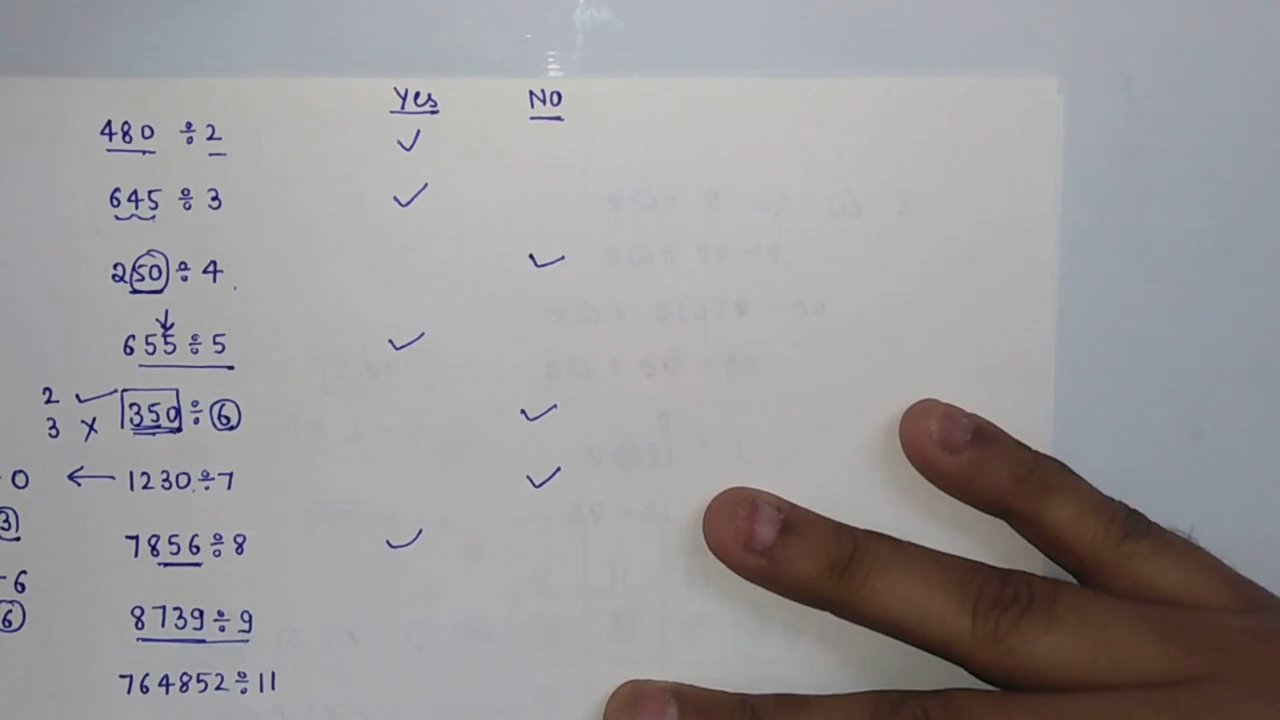 Yes NO
480 ÷ 2 ✓
645 ÷ 3 ✓
250 ÷ 4 ✓
655 ÷ 5 ✓
2 ✓
350 ÷ 6 ✓
3 X
0 ← 1230 ÷ 7 ✓
3
7856 ÷ 8 ✓
-6
6 8739 ÷ 9
764852 ÷ 11